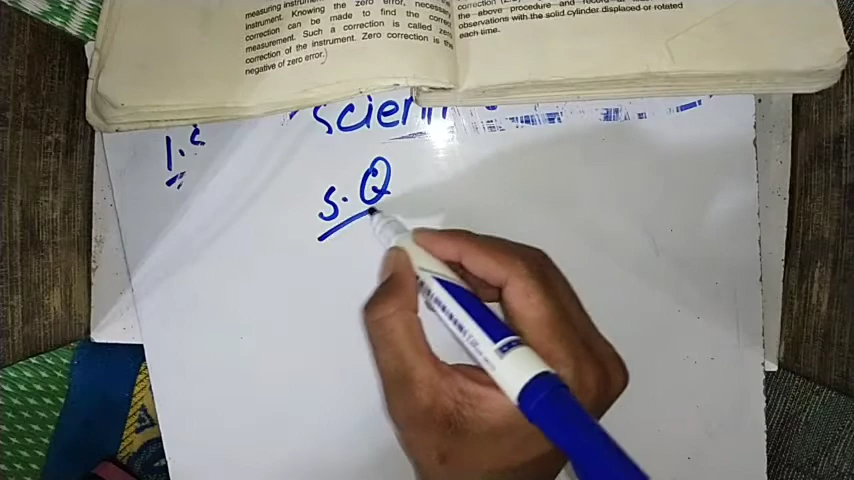 measuring instrument
instrument. Knowing the zero error, necessary
correction can be made to find the correct
measurement. Such a correction is called zero
correction of the instrument. Zero correction is the
negative of zero error.)
correction
the above procedure and record
observations with the solid cylinder displaced or rotated
each time.
1.
S.Q